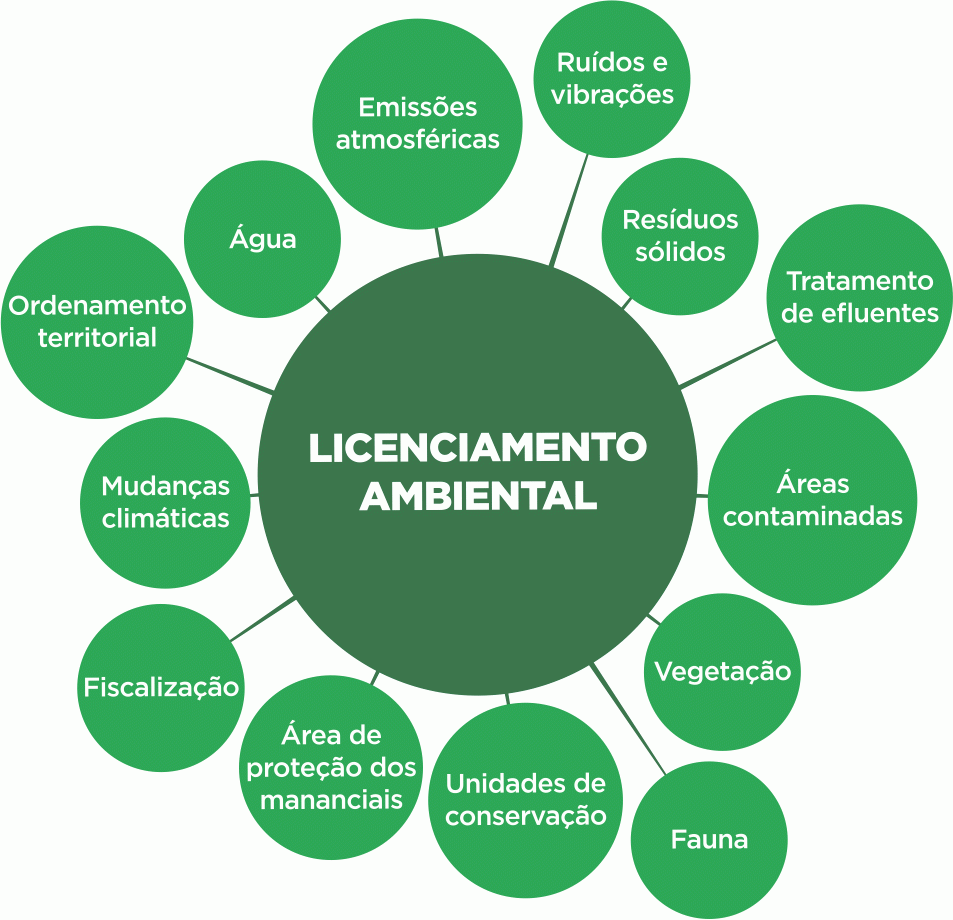 Ruídos e
vibrações
Emissões
atmosféricas
Resíduos
sólidos
Água
Tratamento
de efluentes
Ordenamento
territorial
LICENCIAMENTO
AMBIENTAL
Mudanças
climáticas
Áreas
contaminadas
Vegetação
Fiscalização
Área de
proteção dos
mananciais
Unidades de
conservação
Fauna